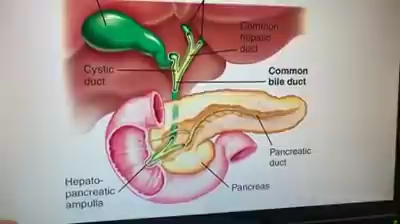 Common
hepatic
duct
Cystic
duct
Common
bile duct
Pancreatic
duct
Hepato-
pancreatic
ampulla
Pancreas